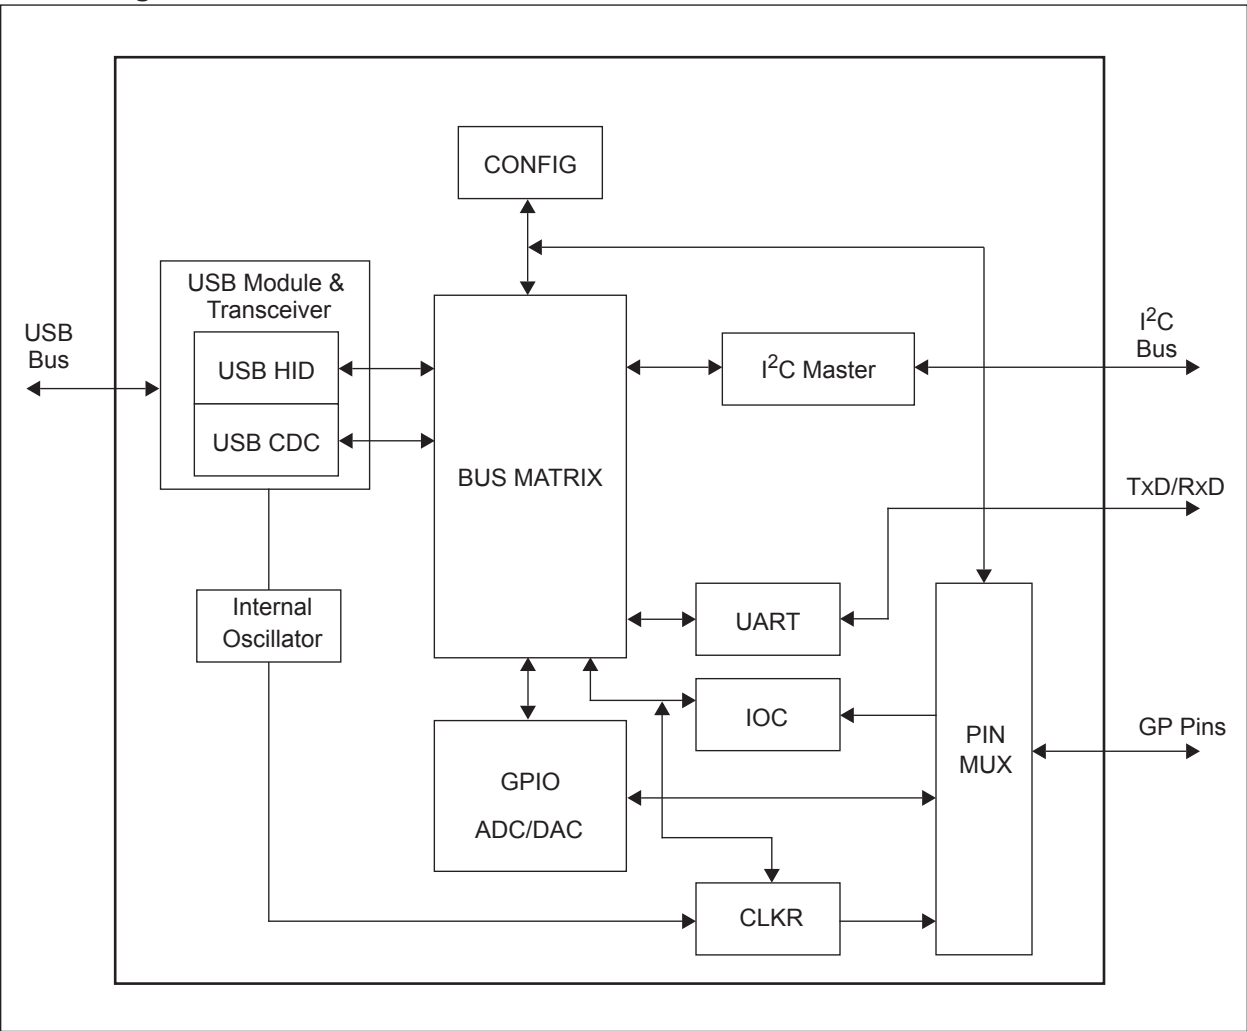 CONFIG
USB Module &
Transceiver
USB
Bus
USB HID
USB CDC
BUS MATRIX
I²C Master
I²C
Bus
TxD/RxD
Internal
Oscillator
UART
IOC
PIN
MUX
GP Pins
GPIO
ADC/DAC
CLKR